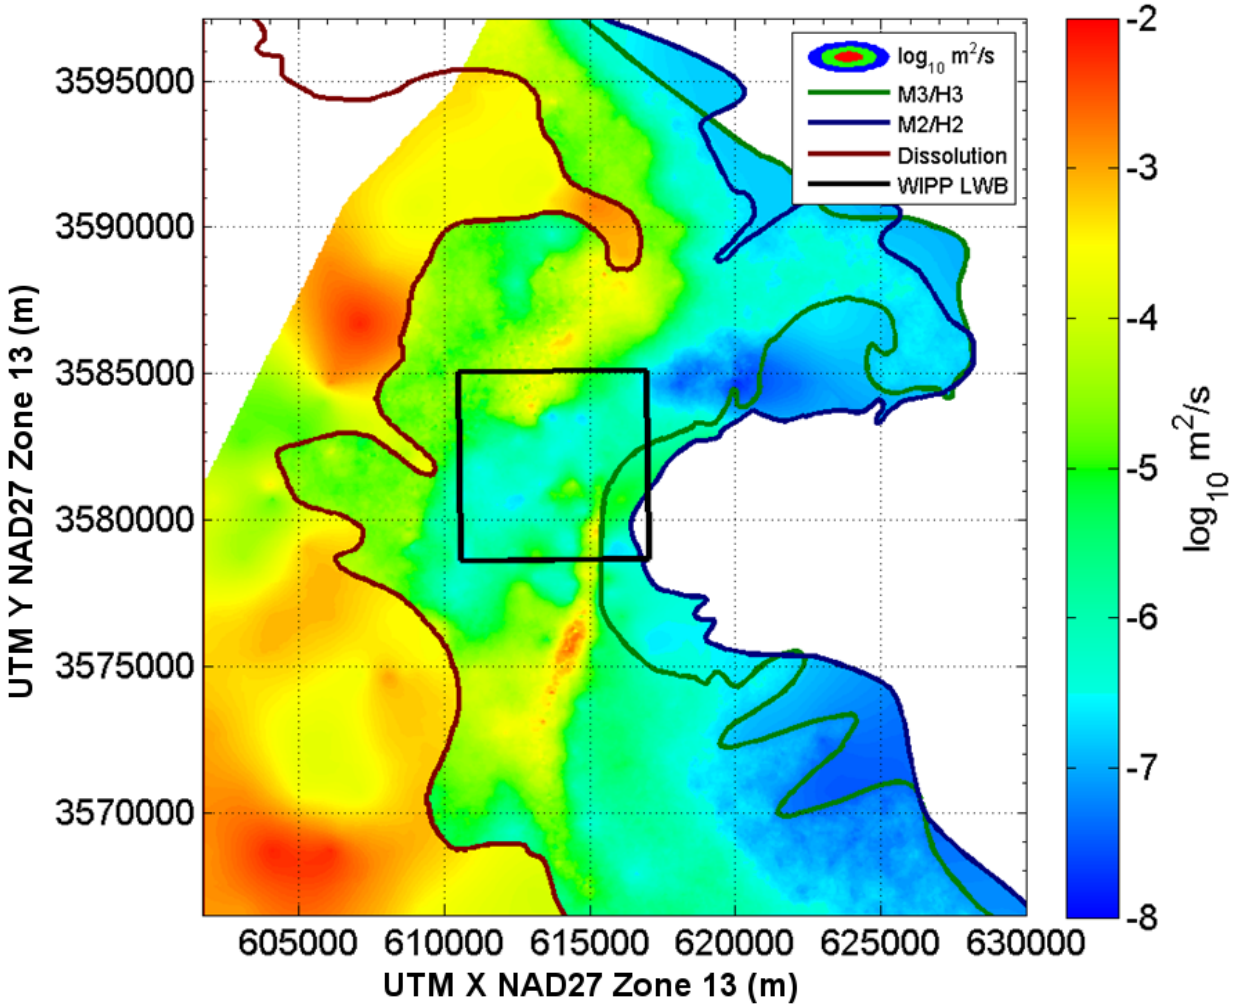 log10 m2/s
M3/H3
M2/H2
Dissolution
WIPP LWB
3595000
3590000
3585000
3580000
3575000
3570000
UTM Y NAD27 Zone 13 (m)
605000 610000 615000 620000 625000 630000
UTM X NAD27 Zone 13 (m)
-2
-3
-4
-5
-6
-7
-8
log10 m2/s